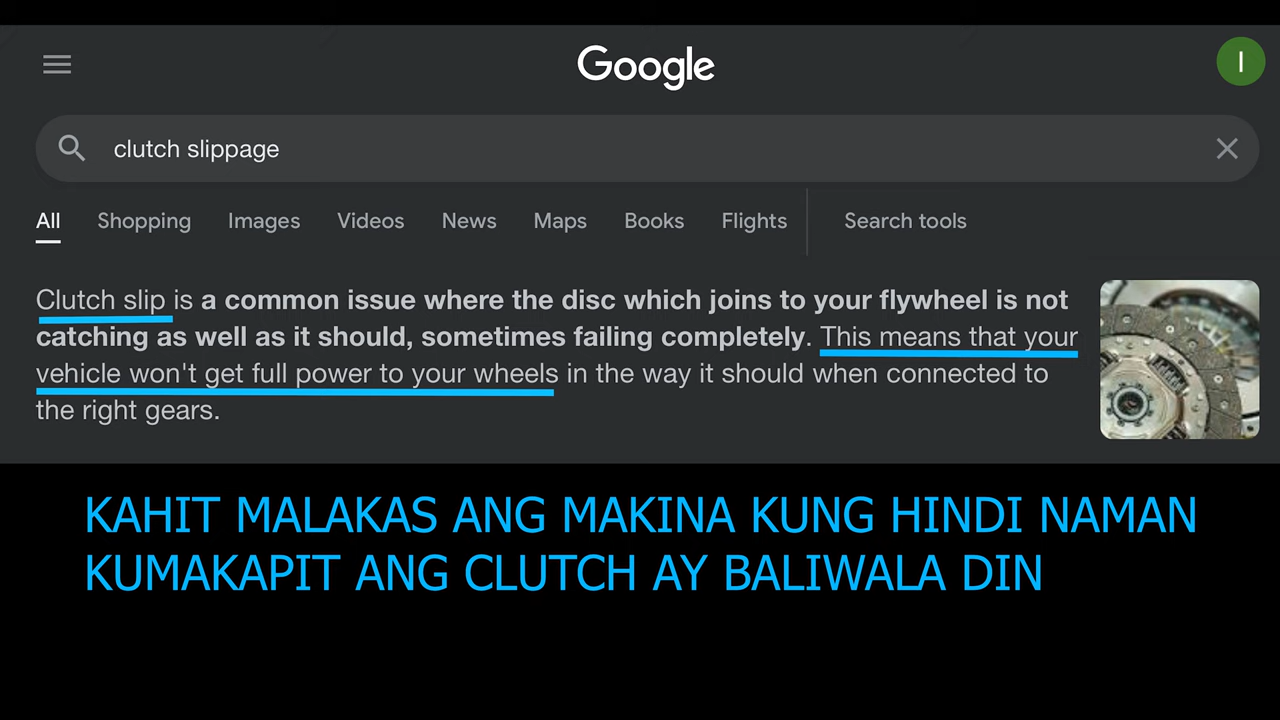 Google
I
clutch slippage
All Shopping Images Videos News Maps Books Flights Search tools
Clutch slip is a common issue where the disc which joins to your flywheel is not
catching as well as it should, sometimes failing completely. This means that your
vehicle won't get full power to your wheels in the way it should when connected to
the right gears.
KAHIT MALAKAS ANG MAKINA KUNG HINDI NAMAN
KUMAKAPIT ANG CLUTCH AY BALIWALA DIN